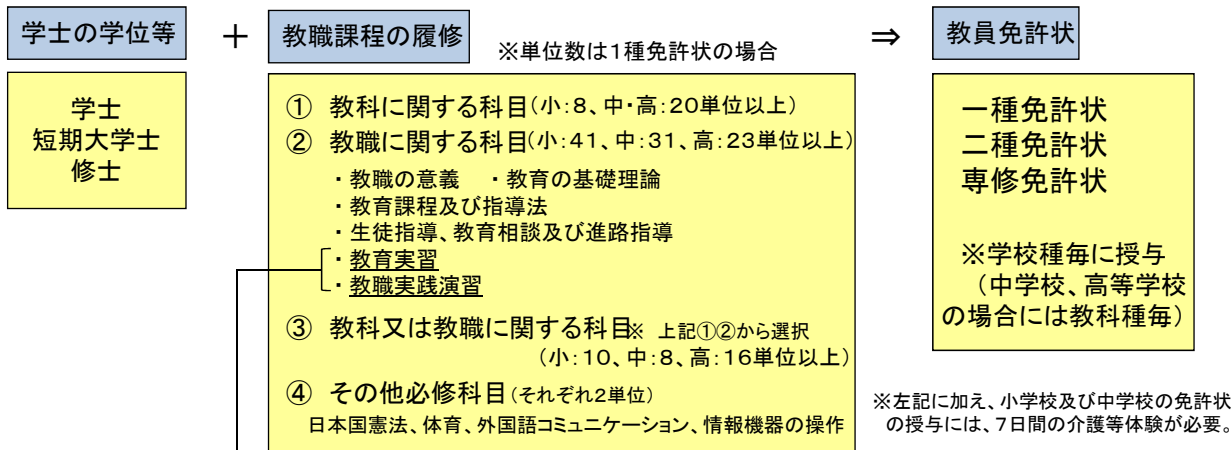 学士の学位等 + 教職課程の履修 ※単位数は1種免許状の場合 ⇒ 教員免許状
学士
短期大学士
修士
① 教科に関する科目(小:8、中・高:20単位以上)
② 教職に関する科目(小:41、中:31、高:23単位以上)
・教職の意義 ・教育の基礎理論
・教育課程及び指導法
・生徒指導、教育相談及び進路指導
・教育実習
・教職実践演習
③ 教科又は教職に関する科目※ 上記①②から選択
(小:10、中:8、高:16単位以上)
④ その他必修科目(それぞれ2単位)
日本国憲法、体育、外国語コミュニケーション、情報機器の操作
一種免許状
二種免許状
専修免許状
※学校種毎に授与
(中学校、高等学校
の場合には教科種毎)
※左記に加え、小学校及び中学校の免許状
の授与には、7日間の介護等体験が必要。